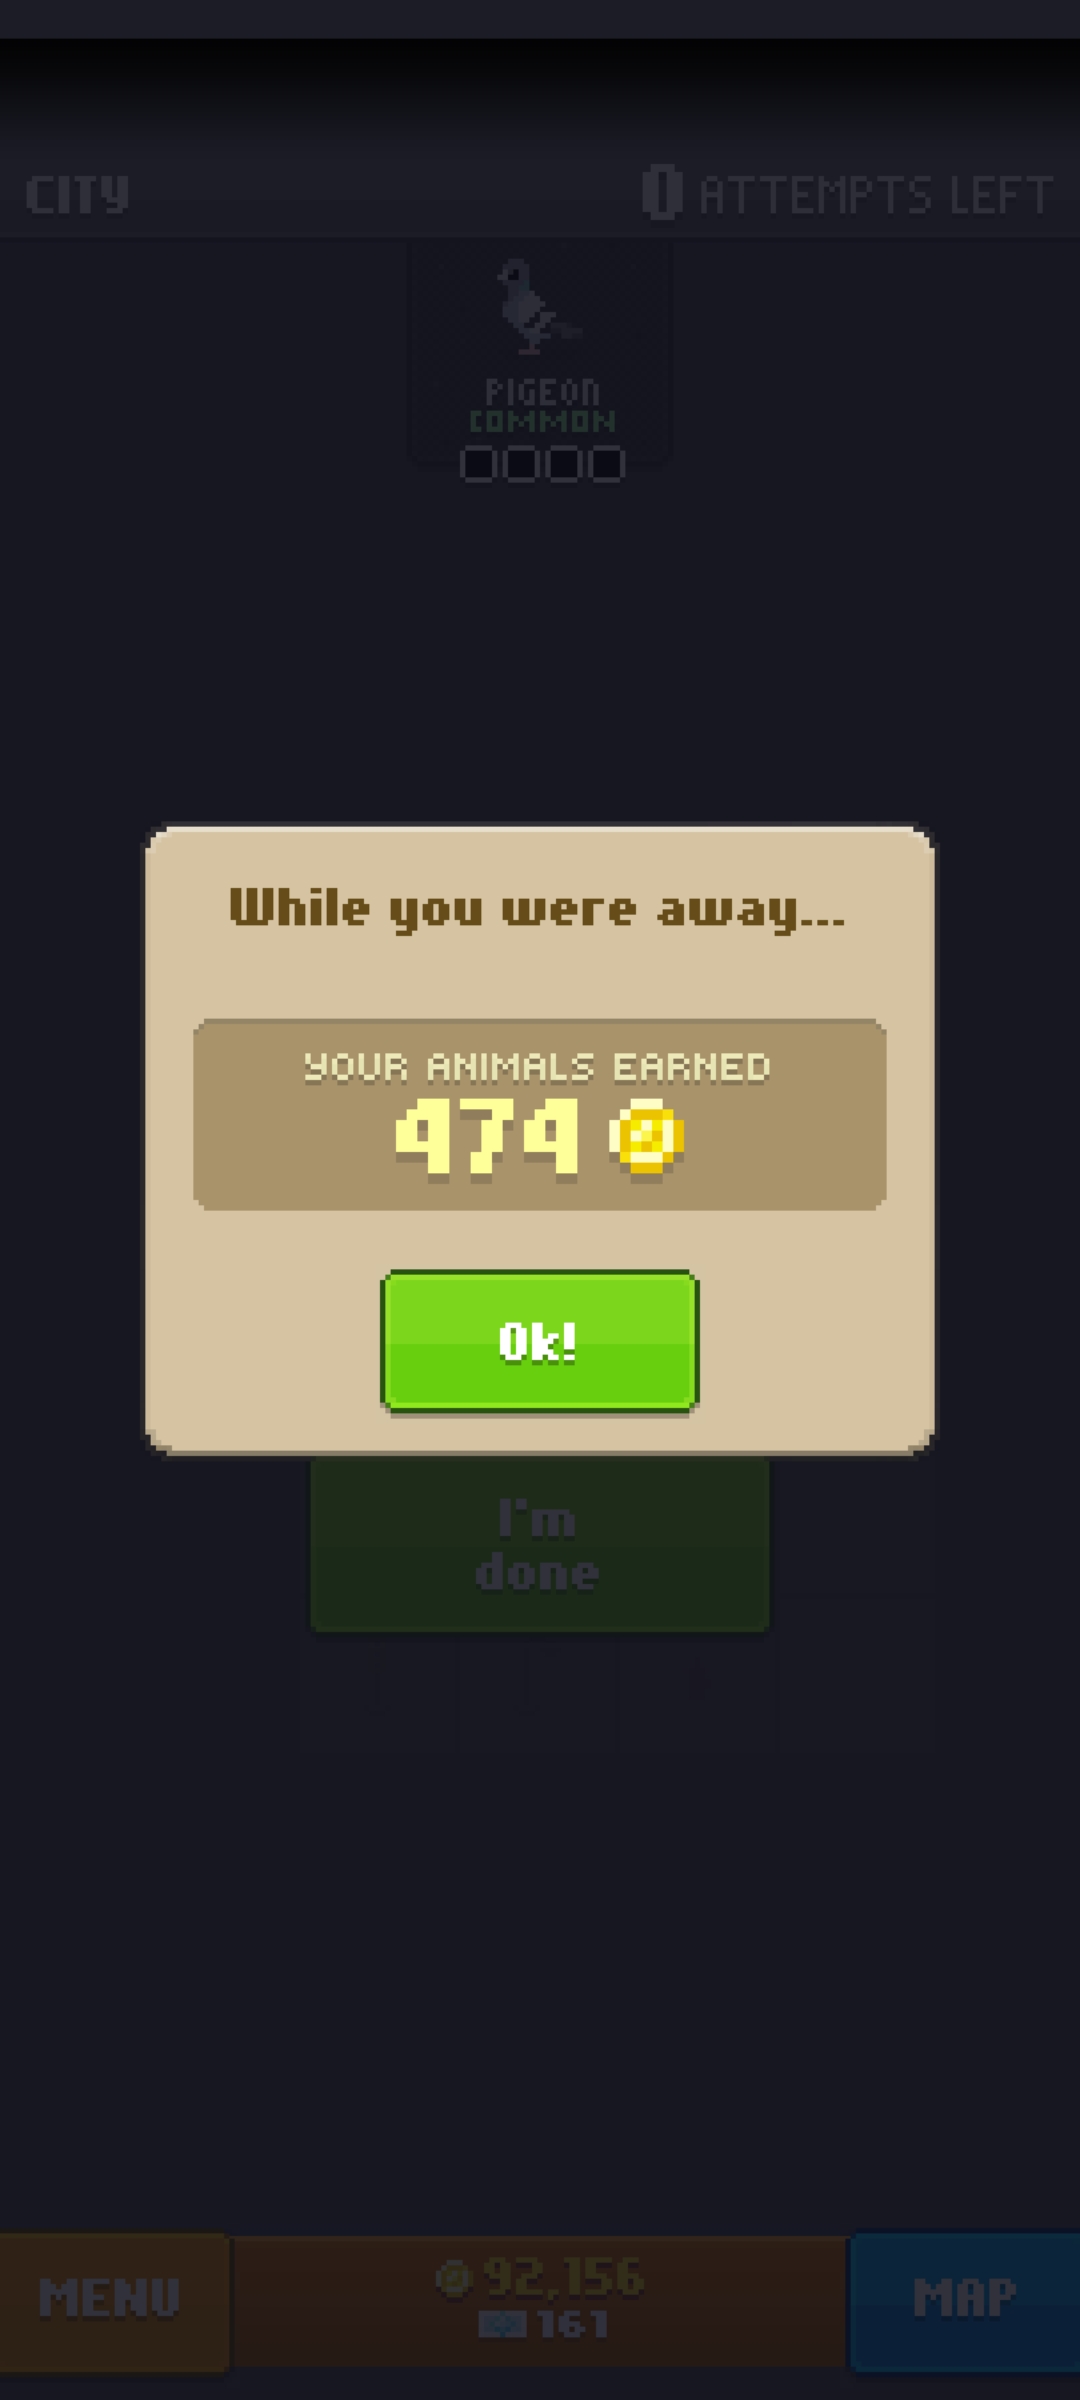 CITY
0 ATTEMPTS LEFT
PIGEON
COMMON
While you were away...
YOUR ANIMALS EARNED
474
Ok!
I'm
done
MENU
92,156
161
MAP